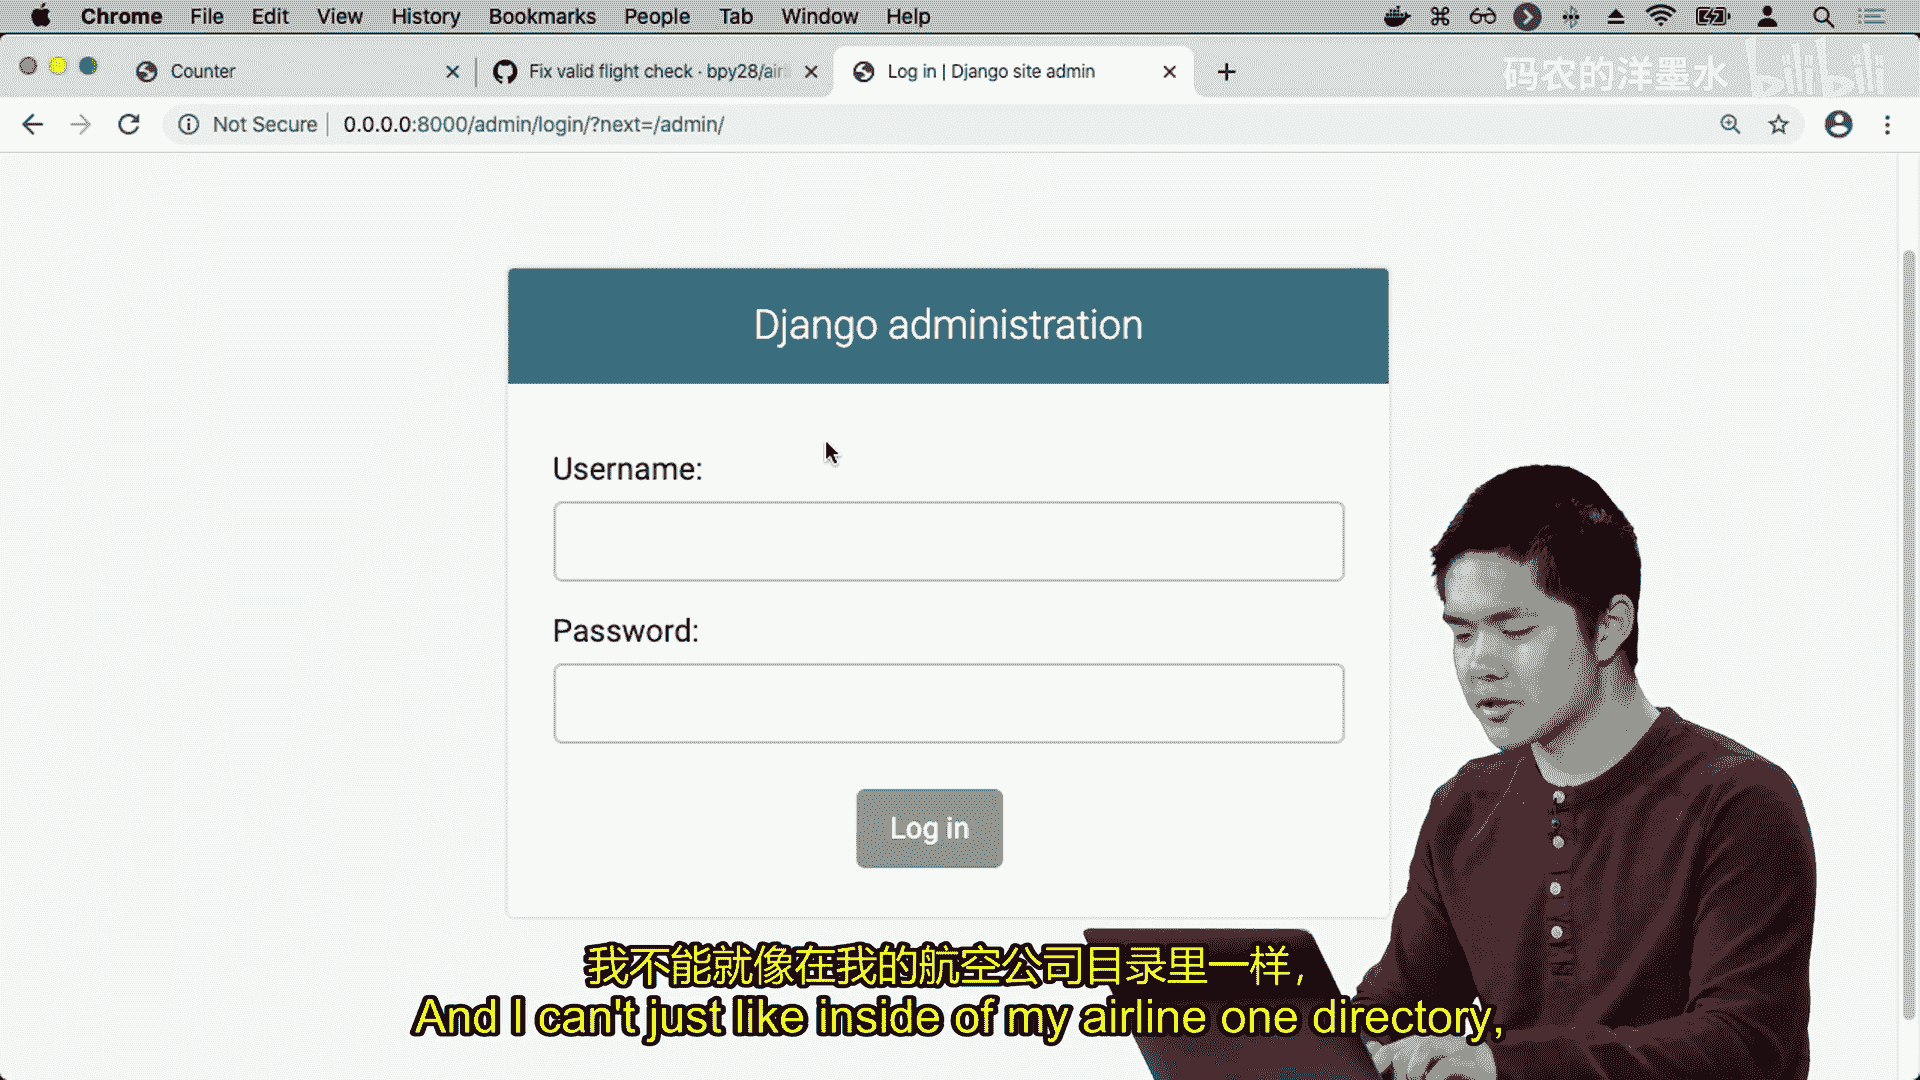 Chrome File Edit View History Bookmarks People Tab Window Help
Counter
Fix valid flight check · bpy28/airli
Log in | Django site admin
码农的洋墨水 bilibili
Not Secure | 0.0.0.0:8000/admin/login/?next=/admin/
Django administration
Username:
Password:
Log in
我不能就像在我的航空公司目录里一样，
And I can't just like inside of my airline one directory,